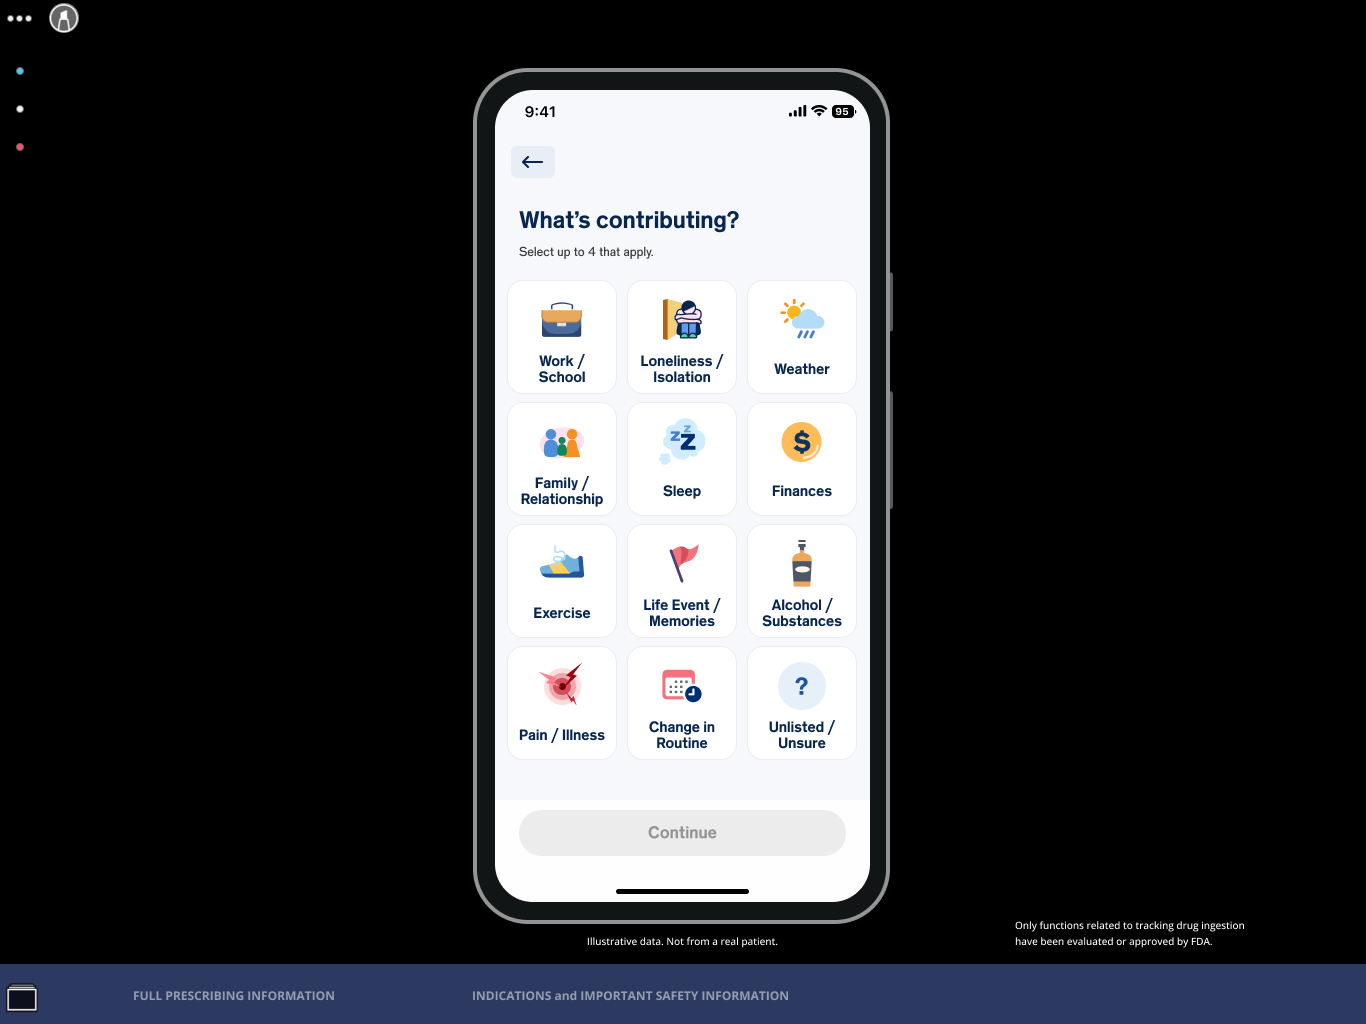 9:41
95
What's contributing?
Select up to 4 that apply.
Work /
School
Loneliness /
Isolation
Weather
Family /
Relationship
zzZ
Sleep
$
Finances
Exercise
Life Event /
Memories
Alcohol /
Substances
Pain / Illness
Change in
Routine
?
Unlisted /
Unsure
Continue
Illustrative data. Not from a real patient.
Only functions related to tracking drug ingestion
have been evaluated or approved by FDA.
FULL PRESCRIBING INFORMATION
INDICATIONS and IMPORTANT SAFETY INFORMATION